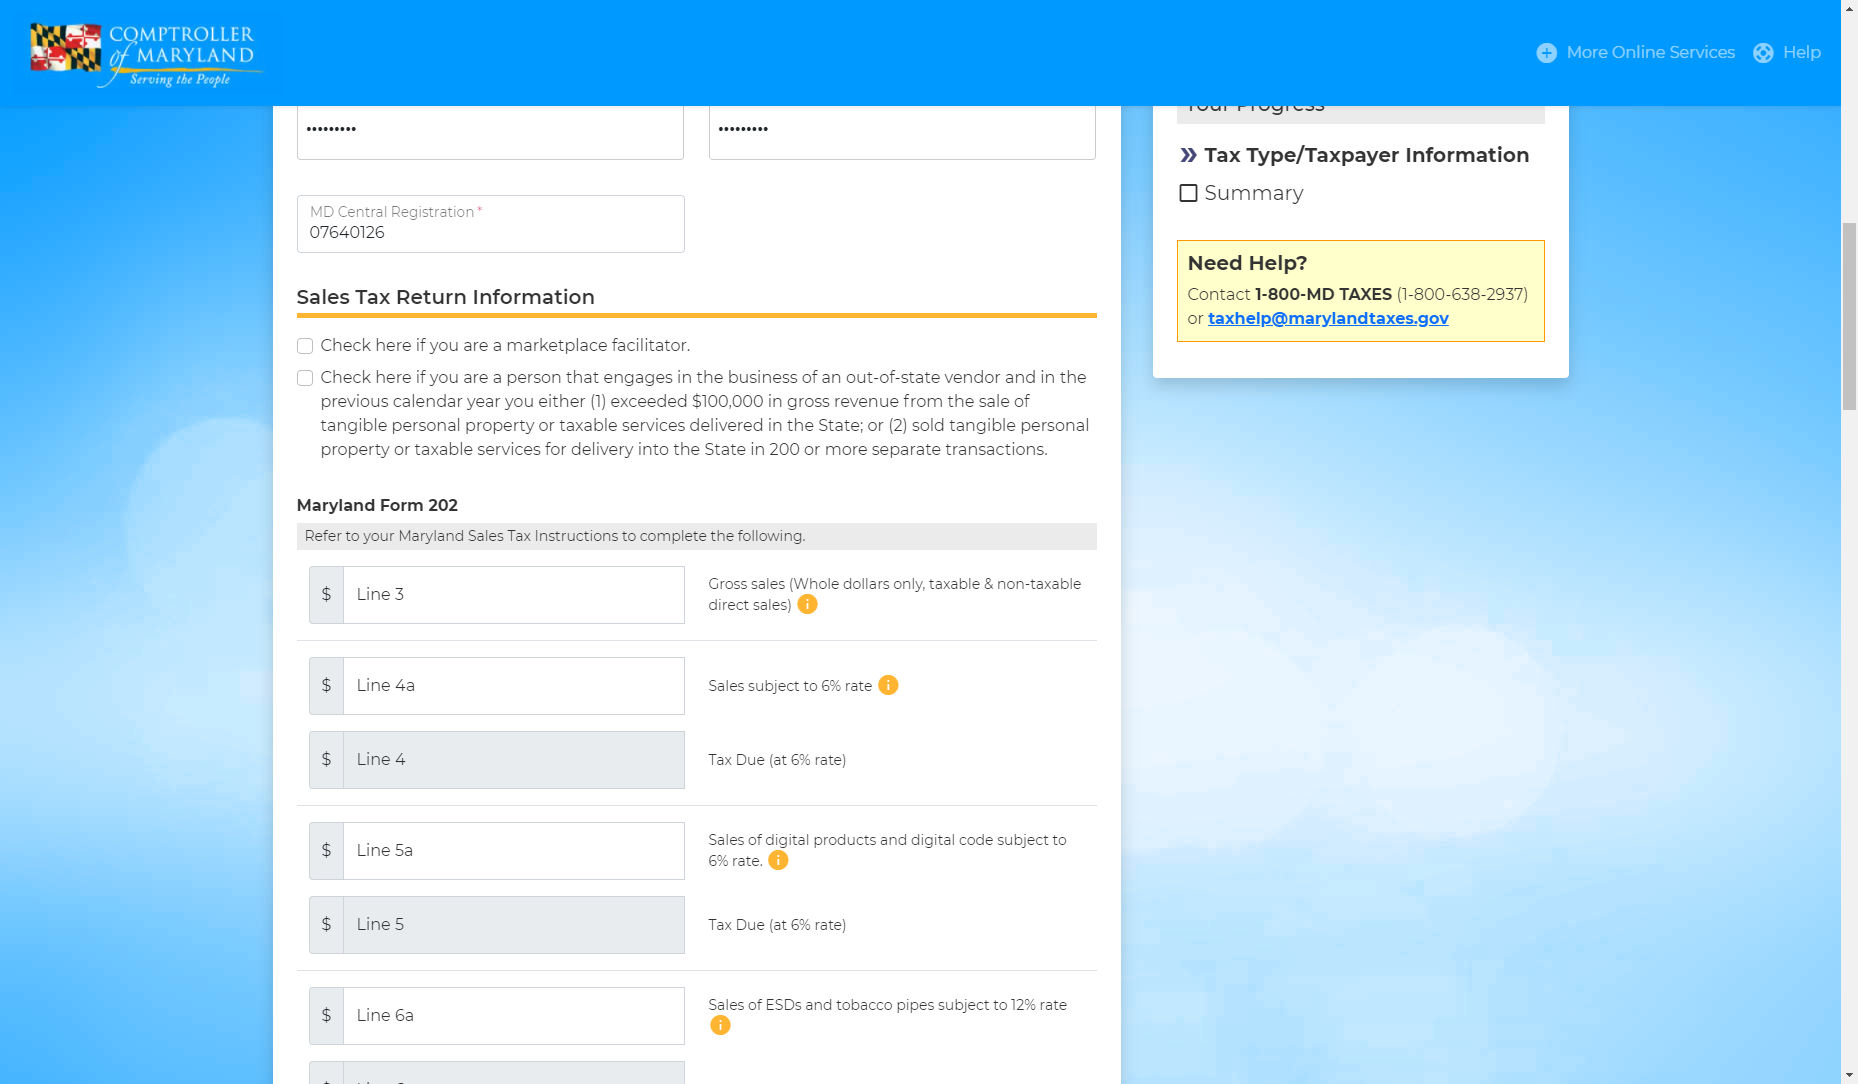 COMPTROLLER
of MARYLAND
Serving the People
More Online Services
Help
•••••••••
•••••••••
MD Central Registration *
07640126
Sales Tax Return Information
Check here if you are a marketplace facilitator.
Check here if you are a person that engages in the business of an out-of-state vendor and in the
previous calendar year you either (1) exceeded $100,000 in gross revenue from the sale of
tangible personal property or taxable services delivered in the State; or (2) sold tangible personal
property or taxable services for delivery into the State in 200 or more separate transactions.
Maryland Form 202
Refer to your Maryland Sales Tax Instructions to complete the following.
$ Line 3
Gross sales (Whole dollars only, taxable & non-taxable
direct sales)
$ Line 4a
Sales subject to 6% rate
$ Line 4
Tax Due (at 6% rate)
$ Line 5a
Sales of digital products and digital code subject to
6% rate.
$ Line 5
Tax Due (at 6% rate)
$ Line 6a
Sales of ESDs and tobacco pipes subject to 12% rate
Your Progress
Tax Type/Taxpayer Information
Summary
Need Help?
Contact 1-800-MD TAXES (1-800-638-2937)
or taxhelp@marylandtaxes.gov